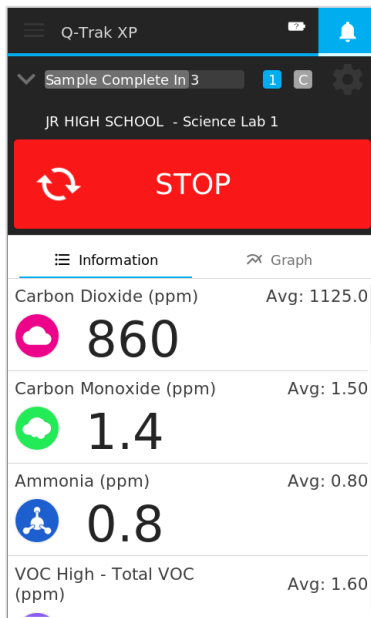 Q-Trak XP
?
Sample Complete In 3
1 C
JR HIGH SCHOOL - Science Lab 1
STOP
Information
Graph
Carbon Dioxide (ppm) Avg: 1125.0
860
Carbon Monoxide (ppm) Avg: 1.50
1.4
Ammonia (ppm) Avg: 0.80
0.8
VOC High - Total VOC
(ppm)
Avg: 1.60